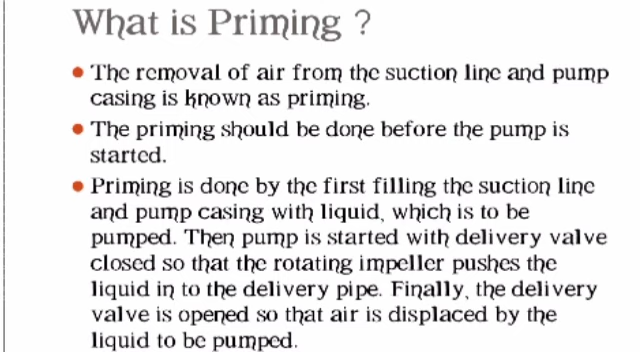 What is Priming ?
• The removal of air from the suction line and pump
casing is known as priming.
• The priming should be done before the pump is
started.
• Priming is done by the first filling the suction line
and pump casing with liquid, which is to be
pumped. Then pump is started with delivery valve
closed so that the rotating impeller pushes the
liquid in to the delivery pipe. Finally, the delivery
valve is opened so that air is displaced by the
liquid to be pumped.